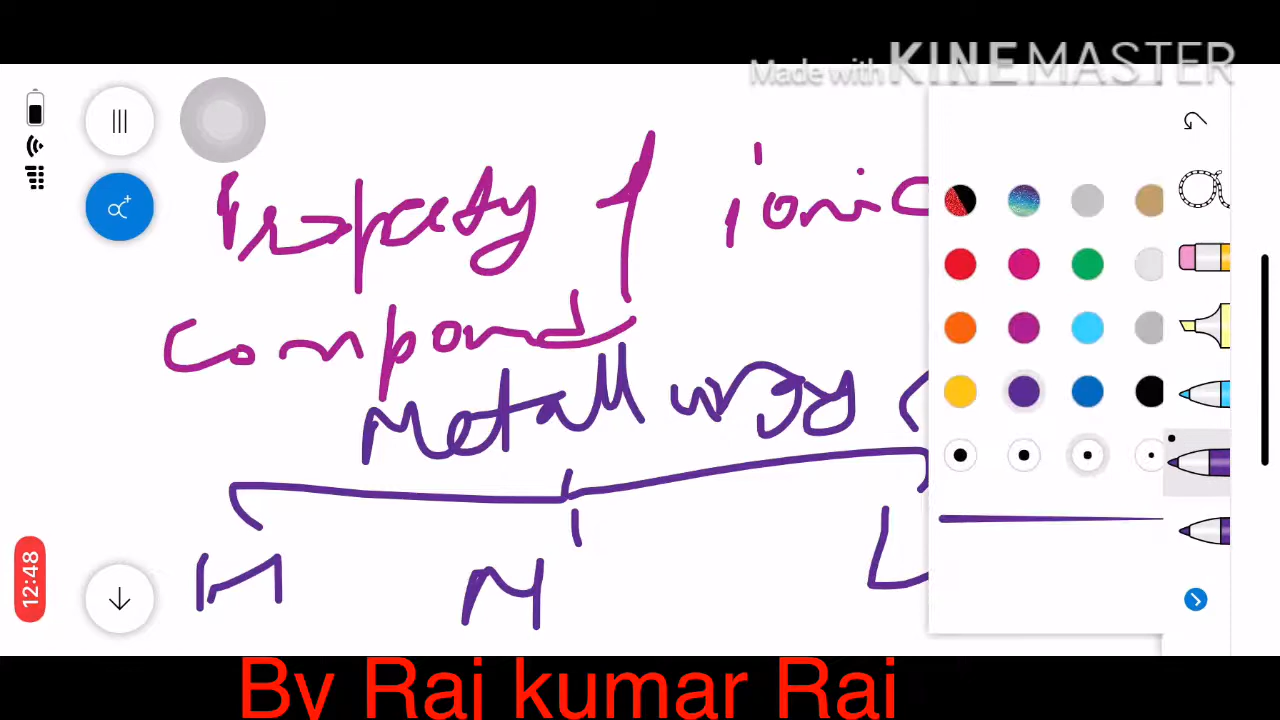 Made with KINEMASTER
Property of ionic
compound
Metallurgy
H M L
12:48
By Raj kumar Rai